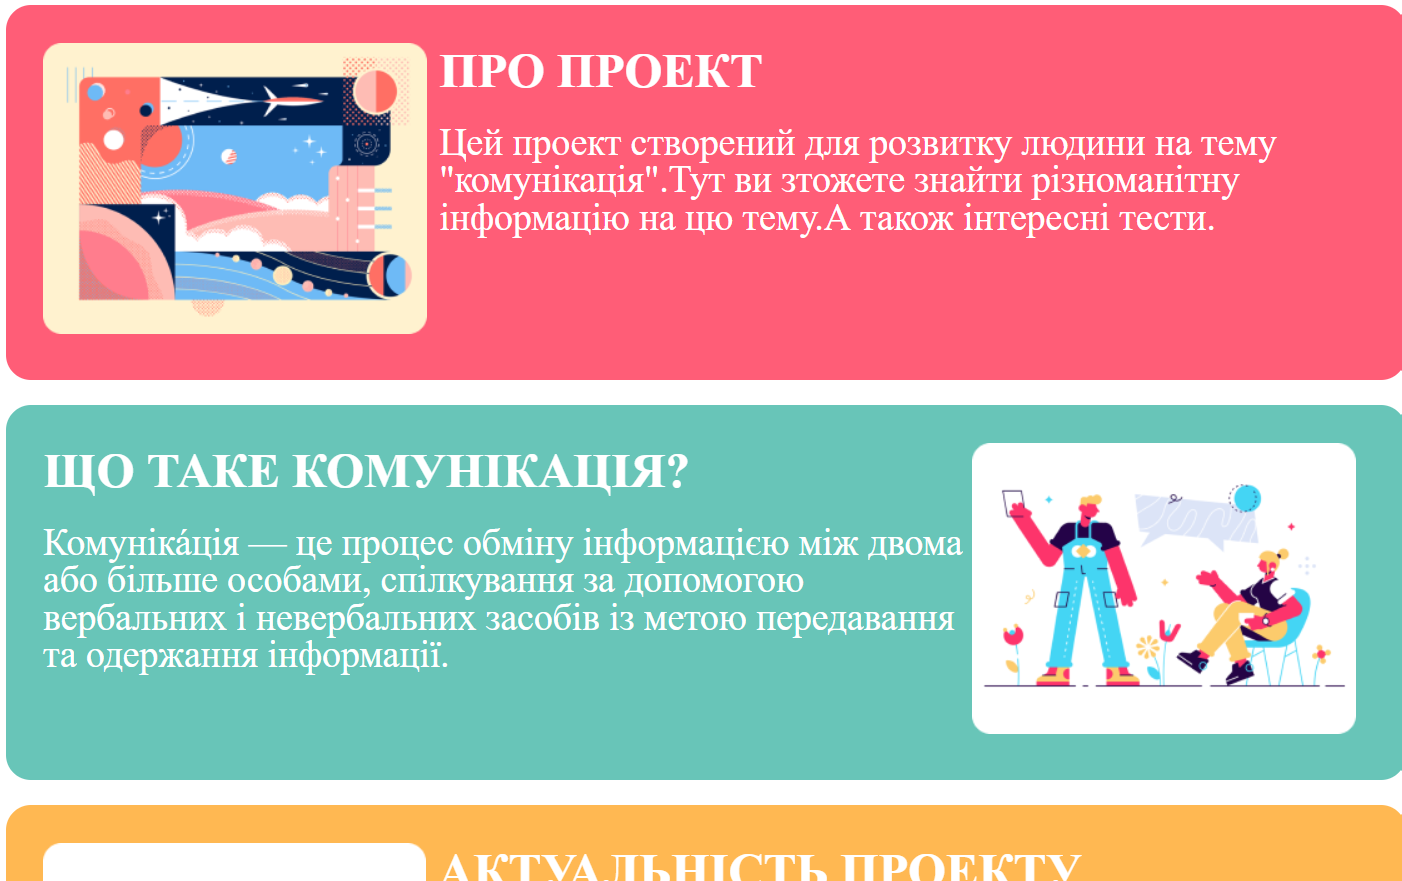 ПРО ПРОЕКТ
Цей проект створений для розвитку людини на тему
"комунікація".Тут ви зтожете знайти різноманітну
інформацію на цю тему.А також інтересні тести.
ЩО ТАКЕ КОМУНІКАЦІЯ?
Комуніка́ція — це процес обміну інформацією між двома
або більше особами, спілкування за допомогою
вербальних і невербальних засобів із метою передавання
та одержання інформації.
АКТУАЛЬНІСТЬ ПРОЕКТУ